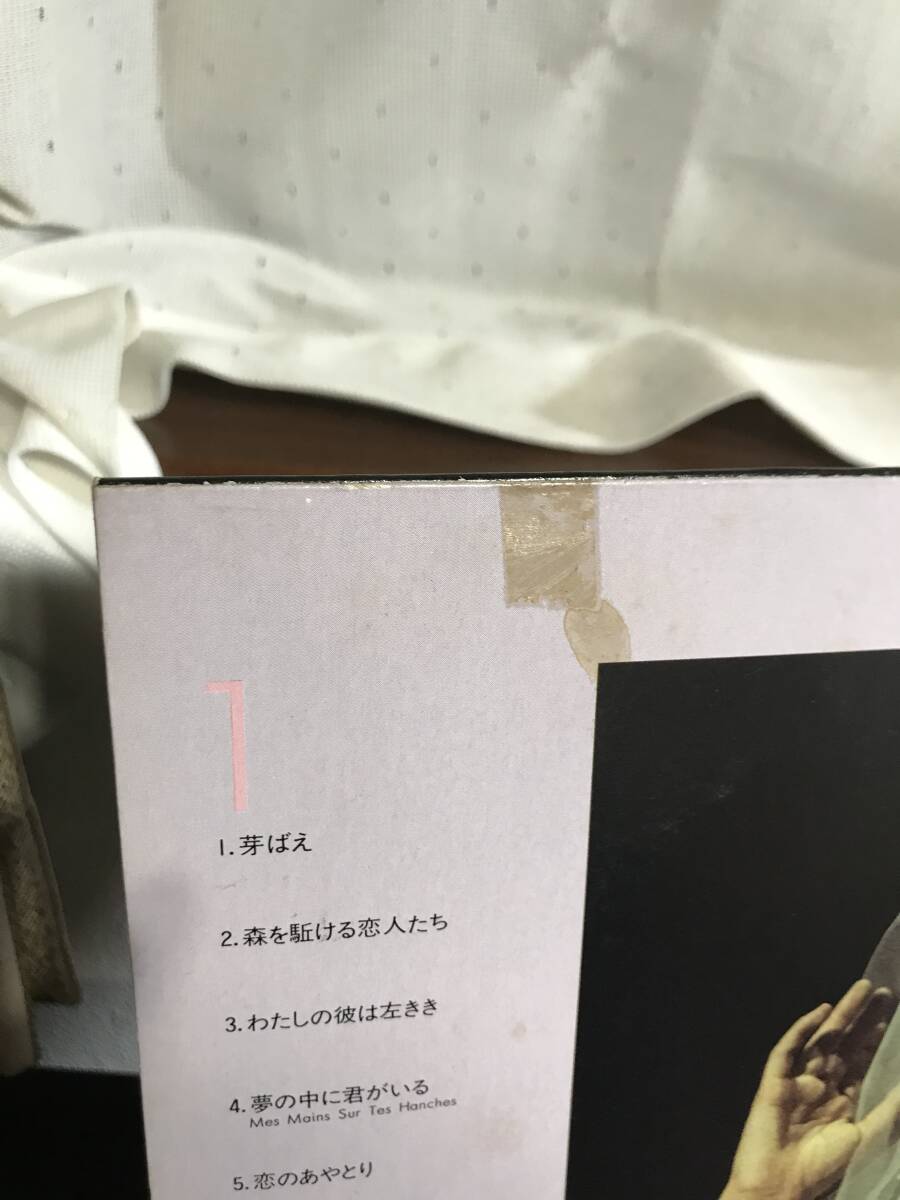 1
1.芽ばえ
2.森を駈ける恋人たち
3.わたしの彼は左きき
4.夢の中に君がいる
Mes Mains Sur Tes Hanches
5.恋のあやとり